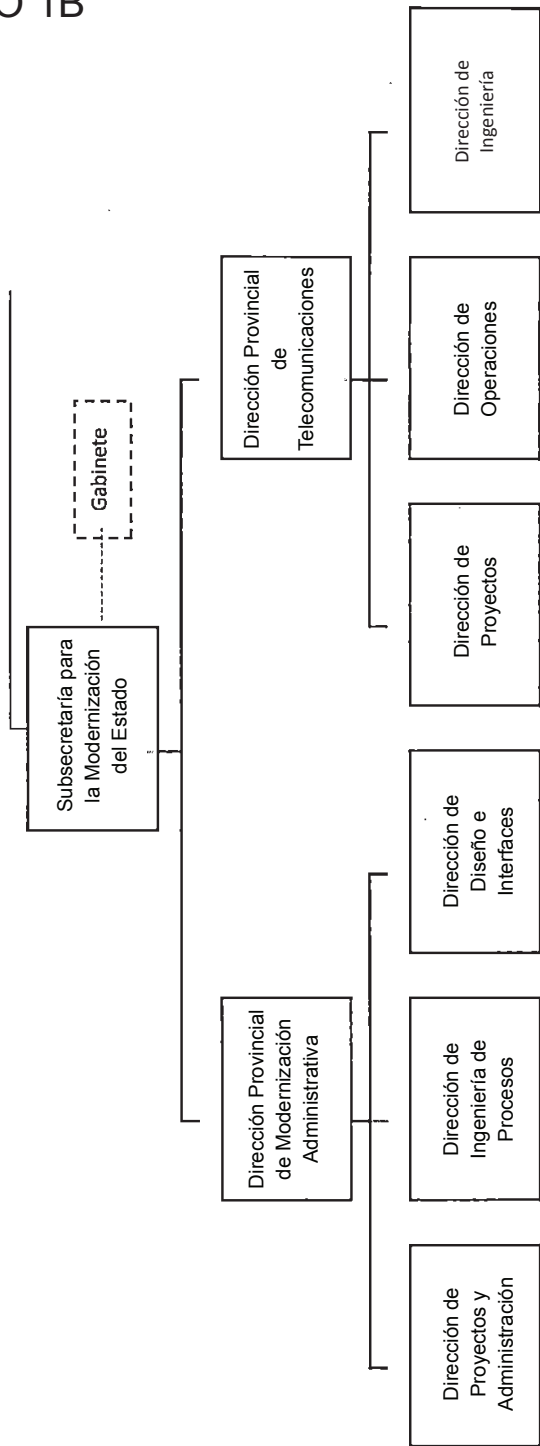 O 1B
Subsecretaría para
la Modernización
del Estado
Gabinete
Dirección Provincial
de Modernización
Administrativa
Dirección Provincial
de
Telecomunicaciones
Dirección de
Proyectos y
Administración
Dirección de
Ingeniería de
Procesos
Dirección de
Diseño e
Interfaces
Dirección de
Proyectos
Dirección de
Operaciones
Dirección de
Ingeniería